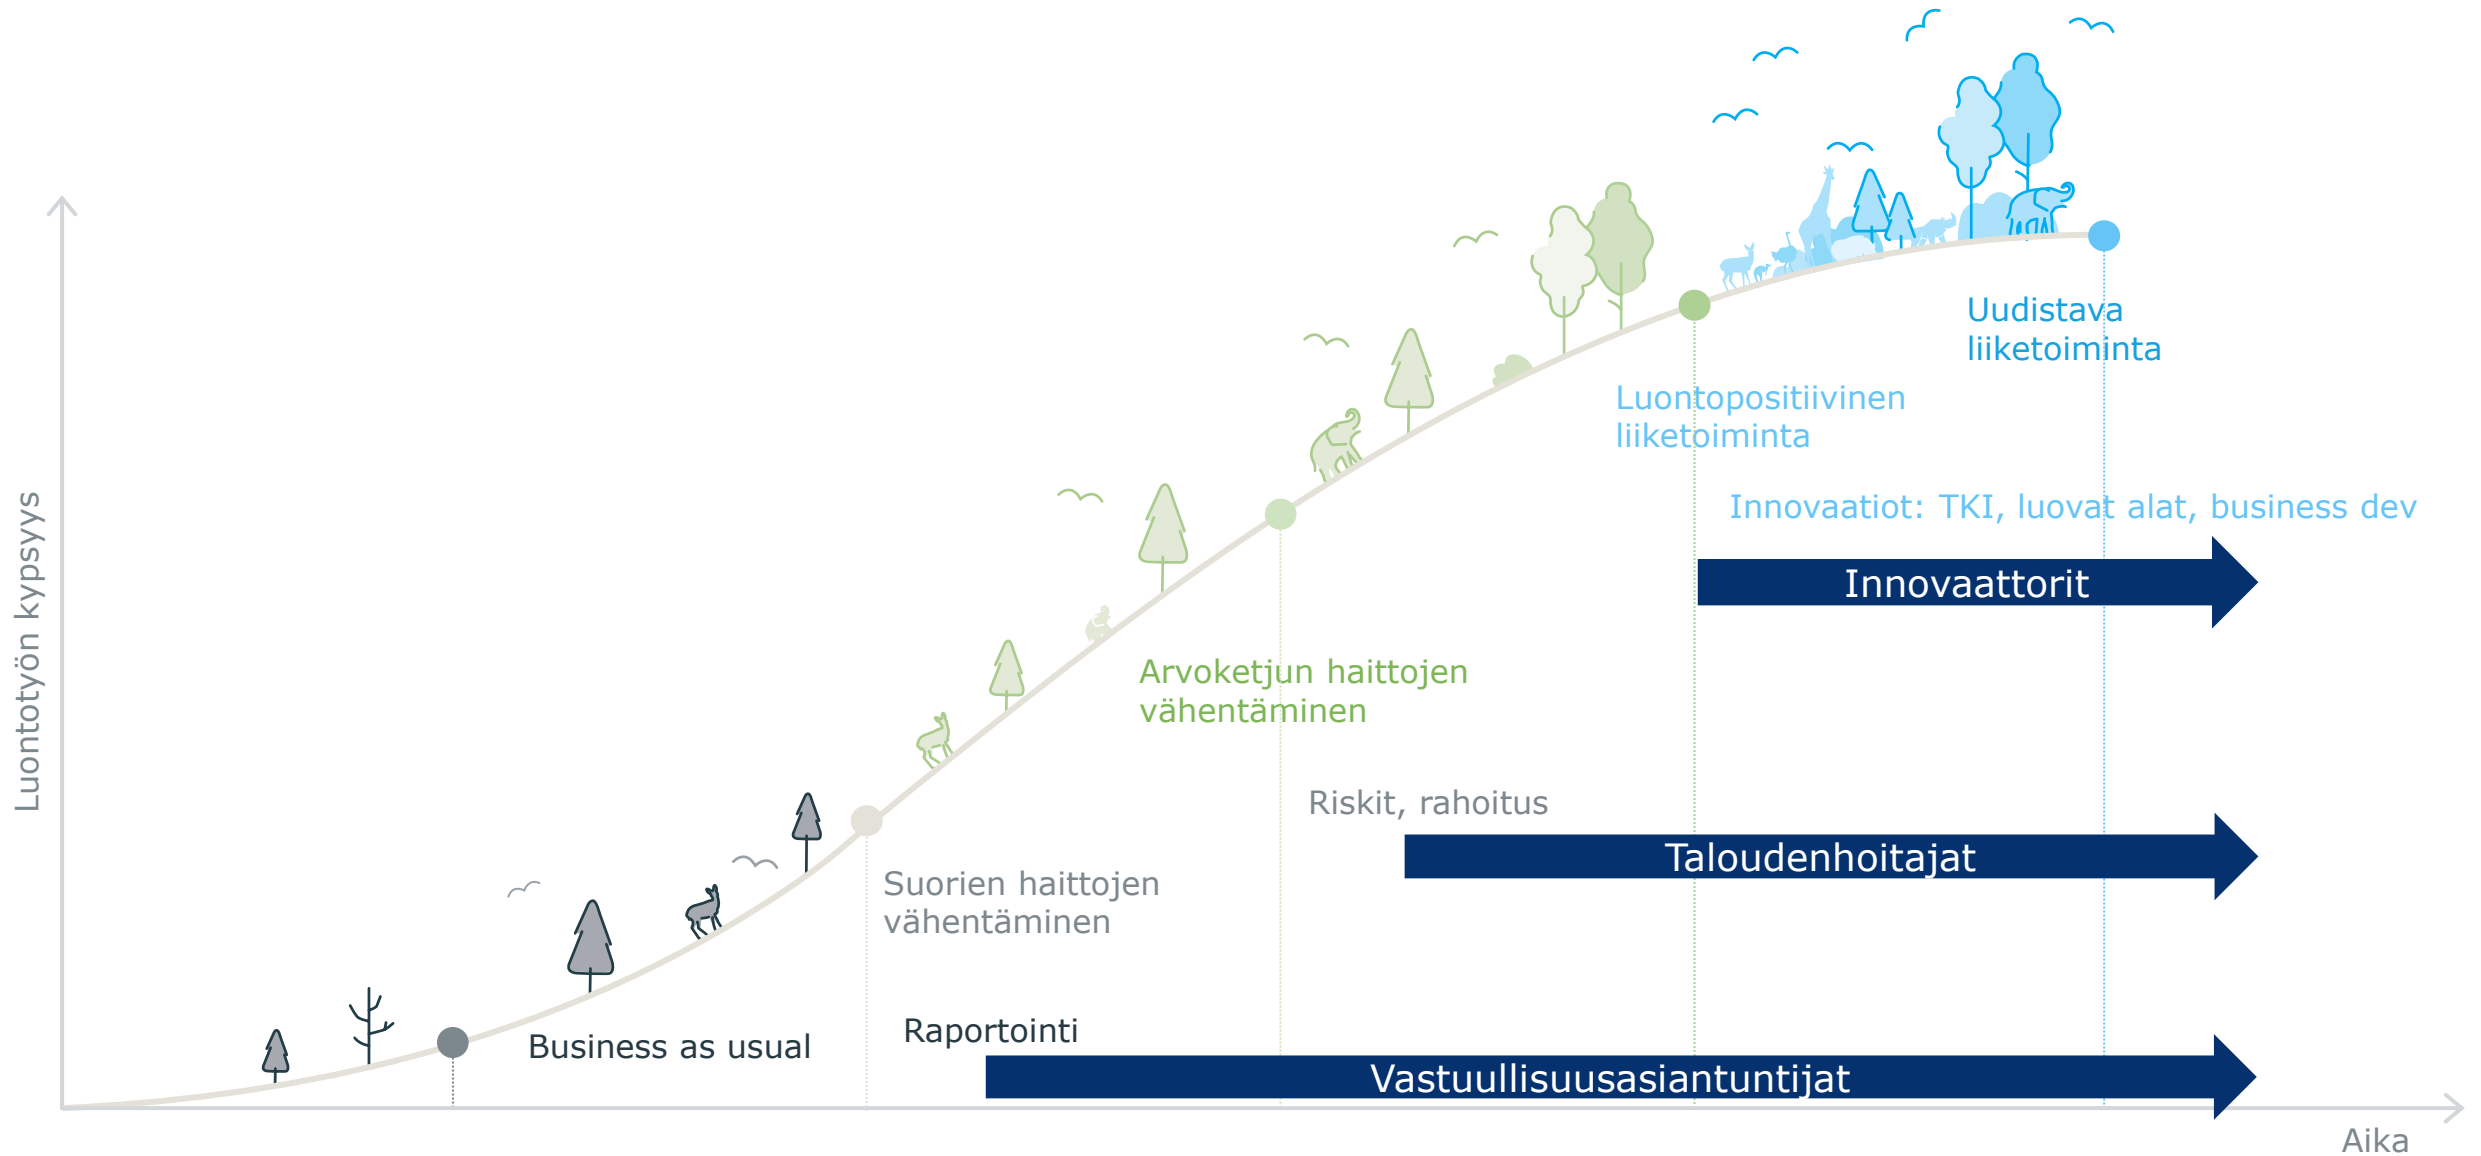 Uudistava
liiketoiminta
Luontopositiivinen
liiketoiminta
Innovaatiot: TKI, luovat alat, business dev
Innovaattorit
Luontotyön kypsyys
Arvoketjun haittojen
vähentäminen
Riskit, rahoitus
Taloudenhoitajat
Suorien haittojen
vähentäminen
Raportointi
Business as usual
Vastuullisuusasiantuntijat
Aika